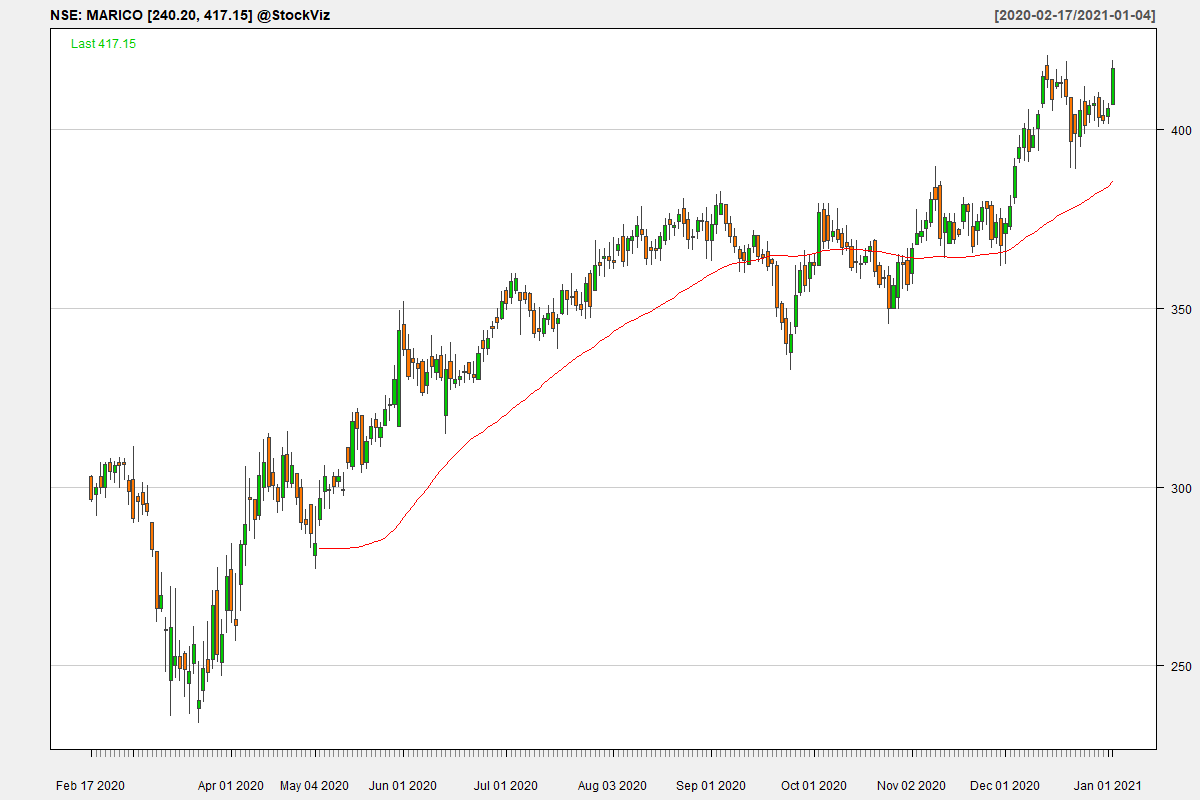 NSE: MARICO [240.20, 417.15] @StockViz [2020-02-17/2021-01-04]
Last 417.15
400
350
300
250
Feb 17 2020 Apr 01 2020 May 04 2020 Jun 01 2020 Jul 01 2020 Aug 03 2020 Sep 01 2020 Oct 01 2020 Nov 02 2020 Dec 01 2020 Jan 01 2021